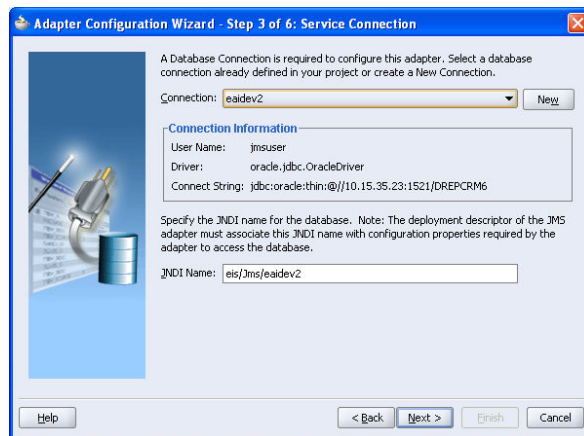 Adapter Configuration Wizard - Step 3 of 6: Service Connection
A Database Connection is required to configure this adapter. Select a database
connection already defined in your project or create a New Connection.
Connection: eaidev2 New
Connection Information
User Name: jmsuser
Driver: oracle.jdbc.OracleDriver
Connect String: jdbc:oracle:thin:@//10.15.35.23:1521/DREPCRM6
Specify the JNDI name for the database. Note: The deployment descriptor of the JMS
adapter must associate this JNDI name with configuration properties required by the
adapter to access the database.
JNDI Name: eis/Jms/eaidev2
Help < Back Next > Finish Cancel